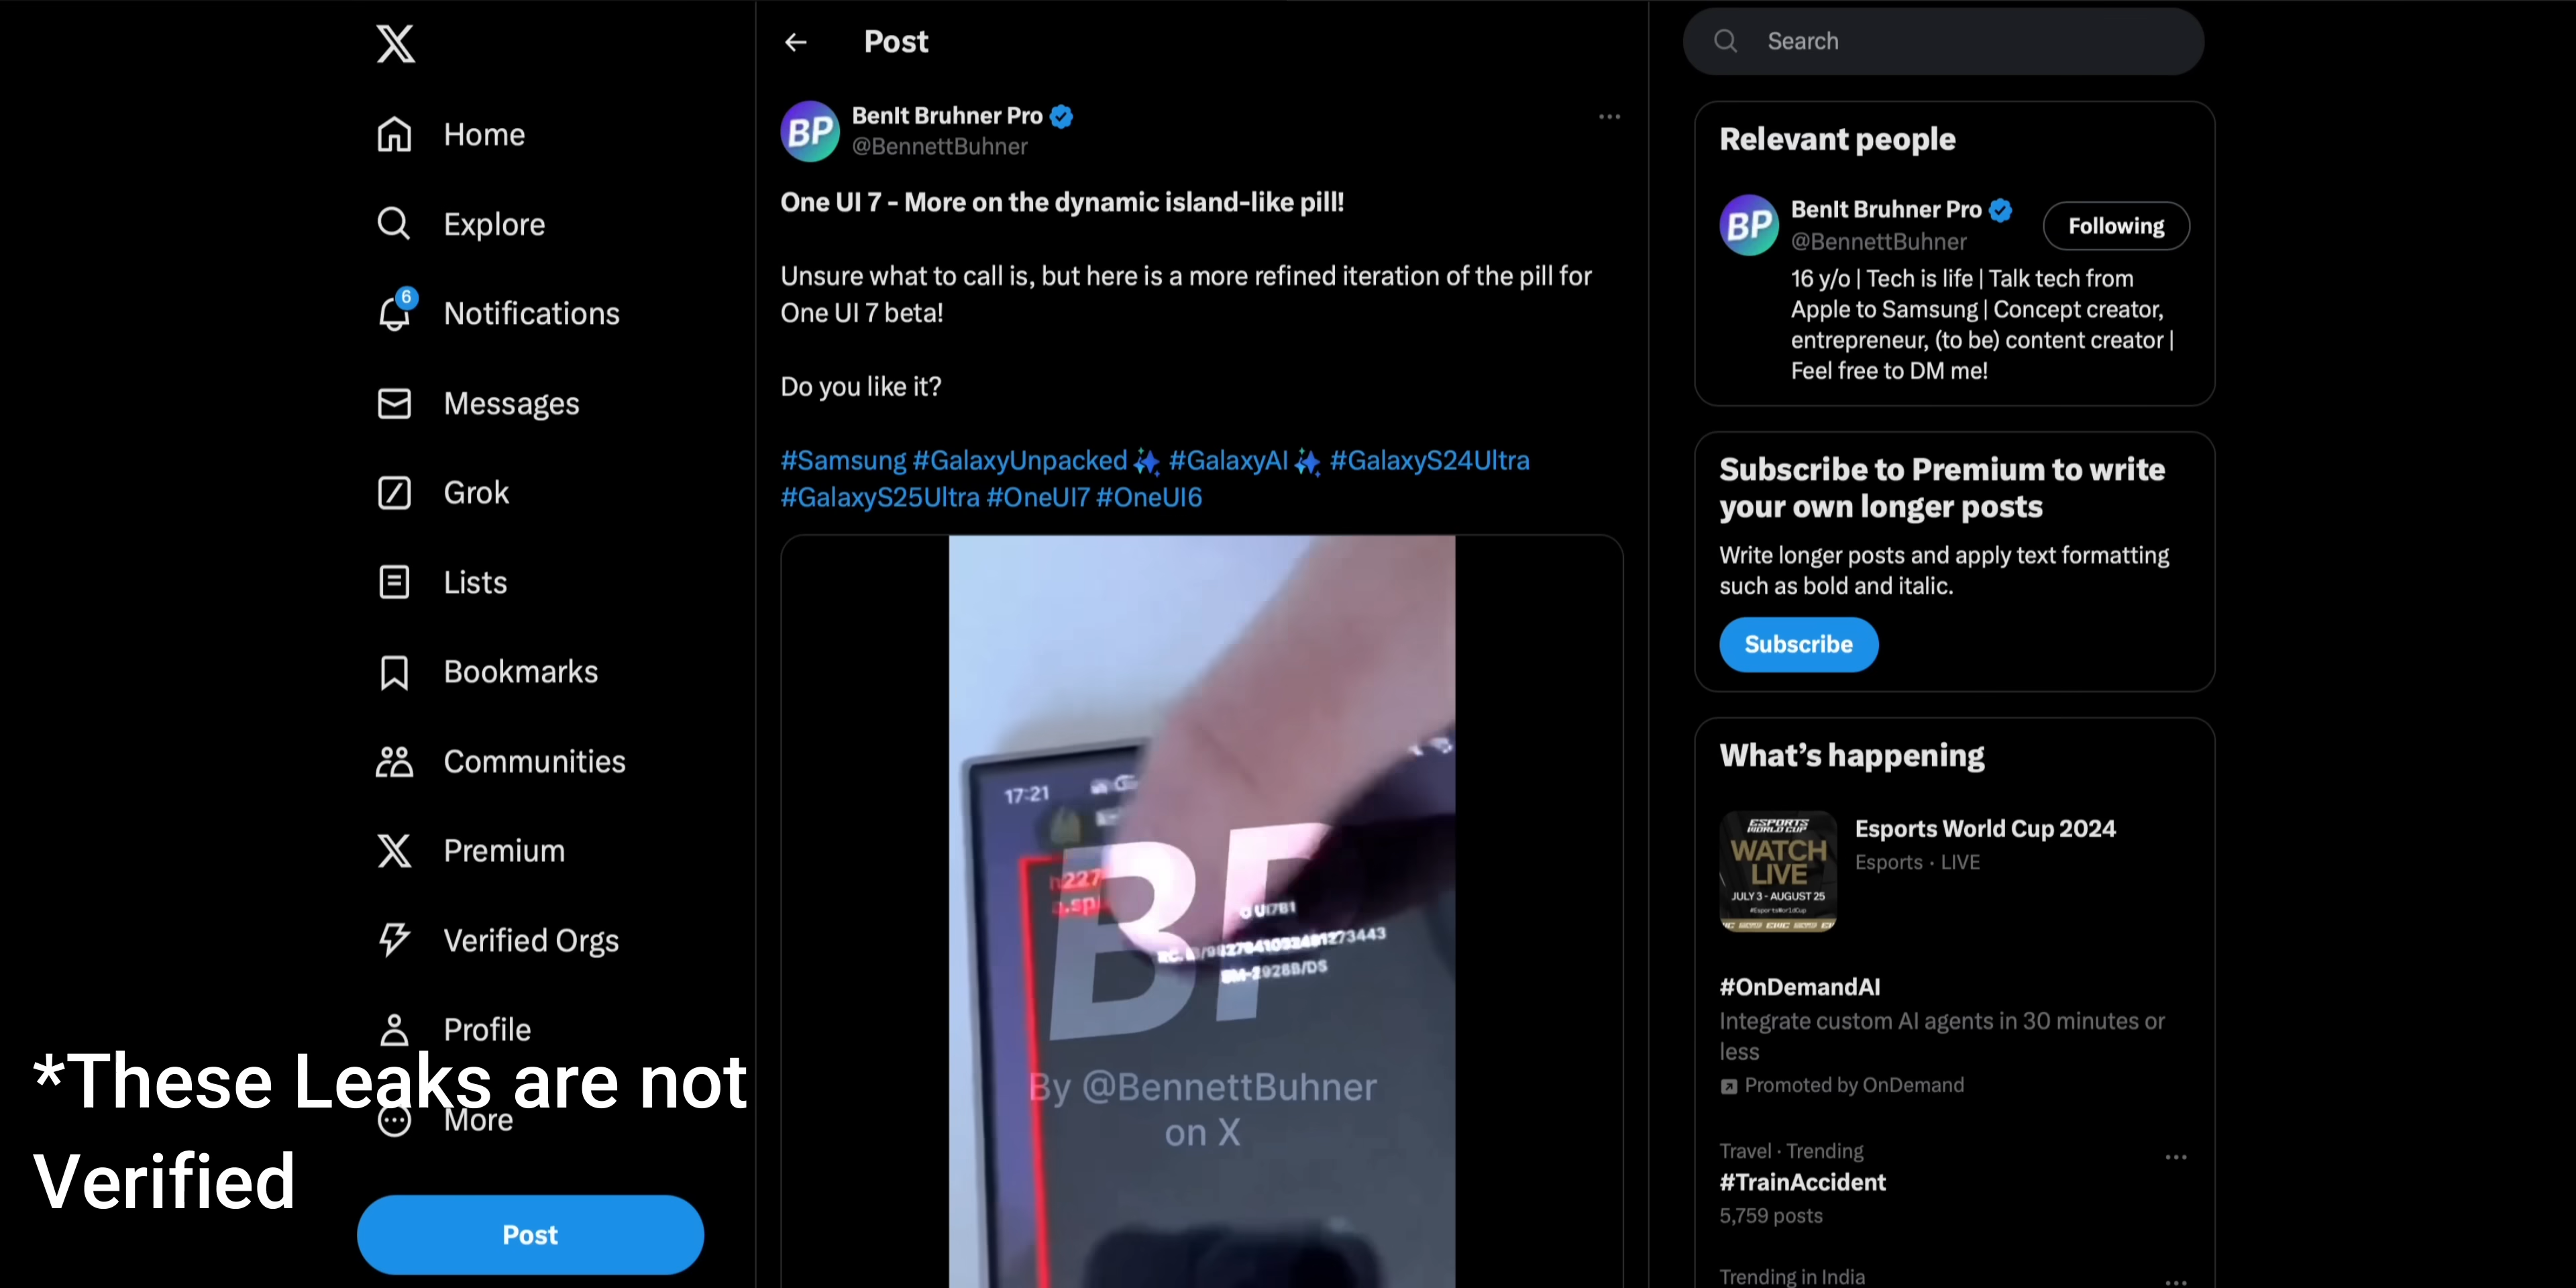 Home
Explore
6
Notifications
Messages
Grok
Lists
Bookmarks
Communities
Premium
Verified Orgs
Profile
More
Post
*These Leaks are not
Verified
Post
BP
BenIt Bruhner Pro
@BennettBuhner
One UI 7 - More on the dynamic island-like pill!
Unsure what to call is, but here is a more refined iteration of the pill for
One UI 7 beta!
Do you like it?
#Samsung #GalaxyUnpacked #GalaxyAI #GalaxyS24Ultra
#GalaxyS25Ultra #OneUI7 #OneUI6
17:21
BP
By @BennettBuhner
on X
Search
Relevant people
BP
BenIt Bruhner Pro
@BennettBuhner
Following
16 y/o | Tech is life | Talk tech from
Apple to Samsung | Concept creator,
entrepreneur, (to be) content creator |
Feel free to DM me!
Subscribe to Premium to write
your own longer posts
Write longer posts and apply text formatting
such as bold and italic.
Subscribe
What's happening
ESPORTS
WORLD CUP
WATCH
LIVE
JULY 3 - AUGUST 25
#EsportsWorldCup
Esports World Cup 2024
Esports · LIVE
#OnDemandAI
Integrate custom AI agents in 30 minutes or
less
Promoted by OnDemand
Travel · Trending
#TrainAccident
5,759 posts
Trending in India